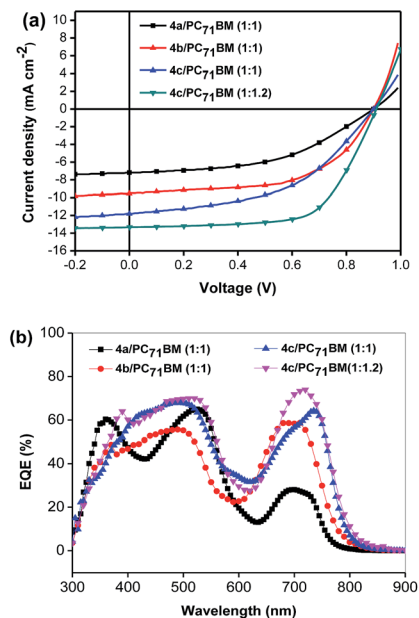 (a)
4a/PC71BM (1:1)
4b/PC71BM (1:1)
4c/PC71BM (1:1)
4c/PC71BM (1:1.2)
Current density (mA cm-2)
10
8
6
4
2
0
-2
-4
-6
-8
-10
-12
-14
-16
-0.2 0.0 0.2 0.4 0.6 0.8 1.0
Voltage (V)
(b)
4a/PC71BM (1:1) 4c/PC71BM (1:1)
4b/PC71BM (1:1) 4c/PC71BM(1:1.2)
EQE (%)
100
80
60
40
20
0
300 400 500 600 700 800 900
Wavelength (nm)